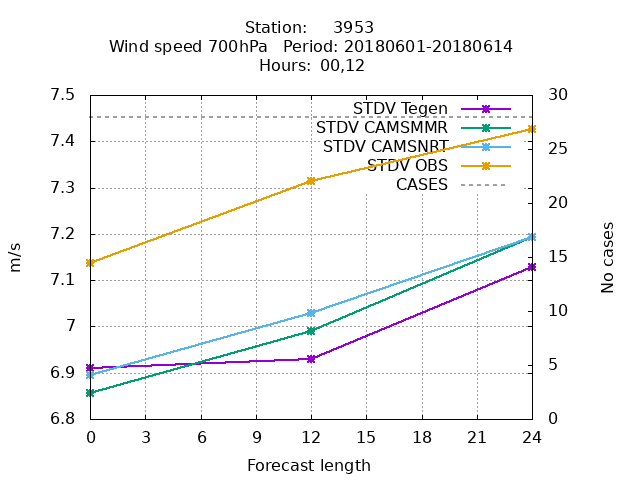 Station:     3953
Wind speed 700hPa   Period: 20180601-20180614
Hours:  00,12
7.5
7.4
7.3
7.2
7.1
7
6.9
6.8
m/s
30
25
20
15
10
5
0
No cases
STDV Tegen
STDV CAMSMMR
STDV CAMSNRT
STDV OBS
CASES
0 3 6 9 12 15 18 21 24
Forecast length